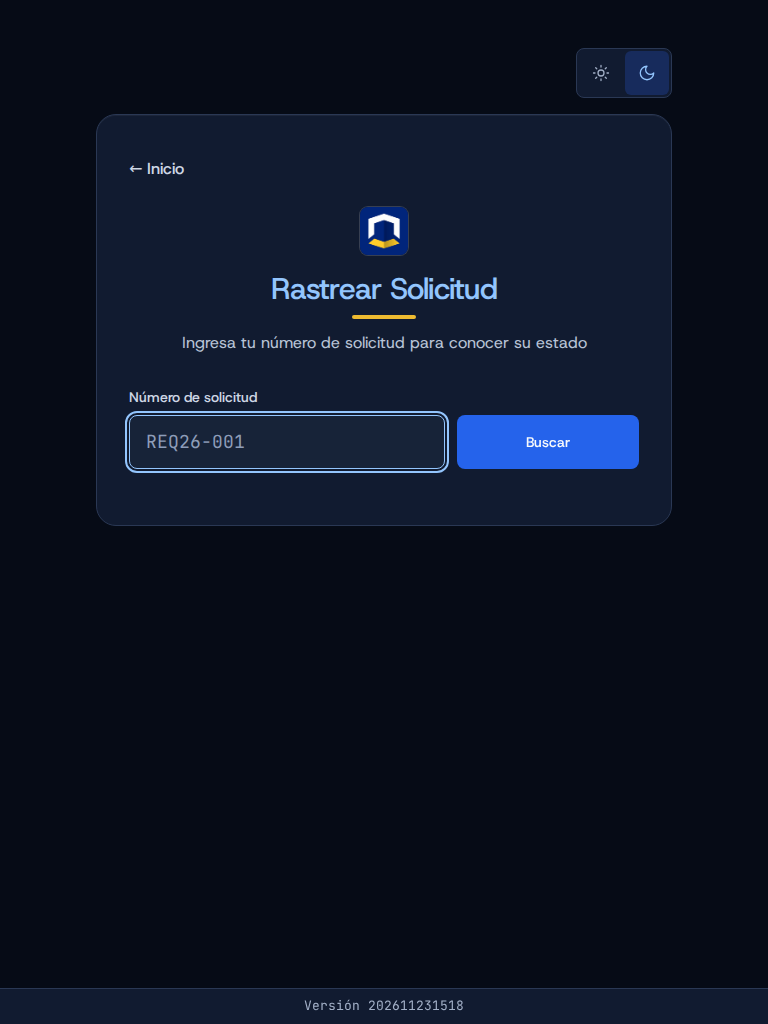 ← Inicio
Rastrear Solicitud
Ingresa tu número de solicitud para conocer su estado
Número de solicitud
REQ26-001
Buscar
Versión 202611231518